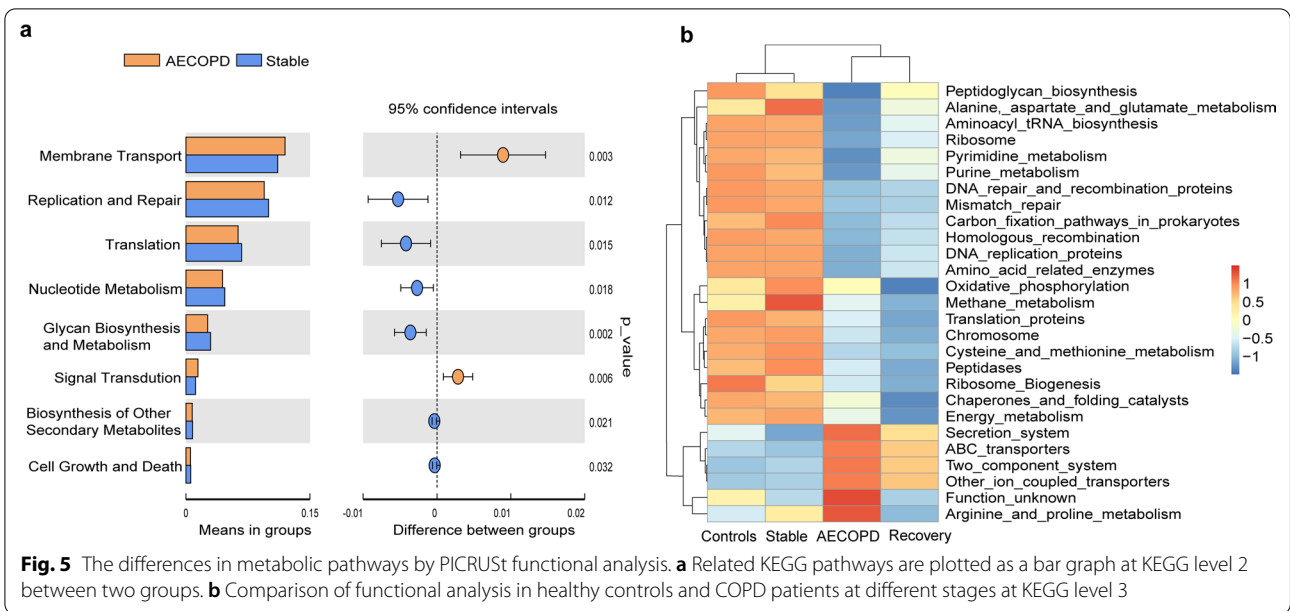 a
AECOPD
Stable
95% confidence intervals
Membrane Transport
0.003
Replication and Repair
0.012
Translation
0.015
Nucleotide Metabolism
0.018
Glycan Biosynthesis
and Metabolism
0.002
Signal Transdution
0.006
Biosynthesis of Other
Secondary Metabolites
0.021
Cell Growth and Death
0.032
p_value
0
0.15
-0.01
0
0.01
0.02
Means in groups
Difference between groups
b
Peptidoglycan_biosynthesis
Alanine,_aspartate_and_glutamate_metabolism
Aminoacyl_tRNA_biosynthesis
Ribosome
Pyrimidine_metabolism
Purine_metabolism
DNA_repair_and_recombination_proteins
Mismatch_repair
Carbon_fixation_pathways_in_prokaryotes
Homologous_recombination
DNA_replication_proteins
Amino_acid_related_enzymes
Oxidative_phosphorylation
Methane_metabolism
Translation_proteins
Chromosome
Cysteine_and_methionine_metabolism
Peptidases
Ribosome_Biogenesis
Chaperones_and_folding_catalysts
Energy_metabolism
Secretion_system
ABC_transporters
Two_component_system
Other_ion_coupled_transporters
Function_unknown
Arginine_and_proline_metabolism
1
0.5
0
−0.5
−1
Controls
Stable
AECOPD
Recovery
Fig. 5 The differences in metabolic pathways by PICRUSt functional analysis. a Related KEGG pathways are plotted as a bar graph at KEGG level 2
between two groups. b Comparison of functional analysis in healthy controls and COPD patients at different stages at KEGG level 3